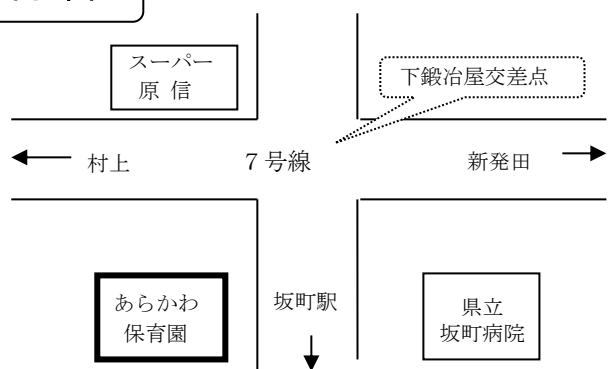 スーパー
原 信
下鍛冶屋交差点
村上
7号線
新発田
あらかわ
保育園
坂町駅
県立
坂町病院